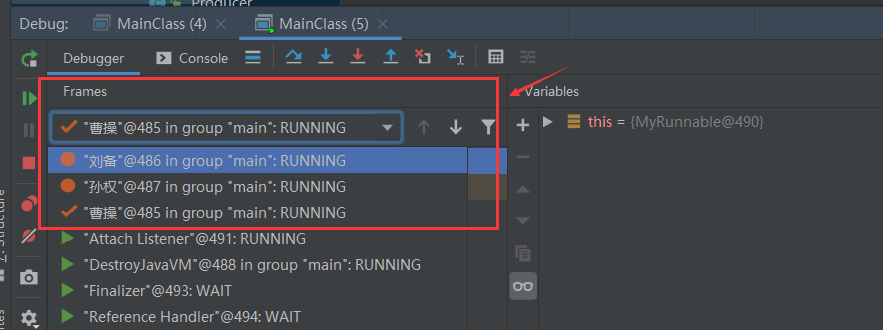 Producer
Debug: MainClass (4) MainClass (5)
Debugger Console
Frames Variables
"曹操"@485 in group "main": RUNNING
this = {MyRunnable@490}
"刘备"@486 in group "main": RUNNING
"孙权"@487 in group "main": RUNNING
"曹操"@485 in group "main": RUNNING
"Attach Listener"@491: RUNNING
"DestroyJavaVM"@488 in group "main": RUNNING
"Finalizer"@493: WAIT
"Reference Handler"@494: WAIT
Z: Structure